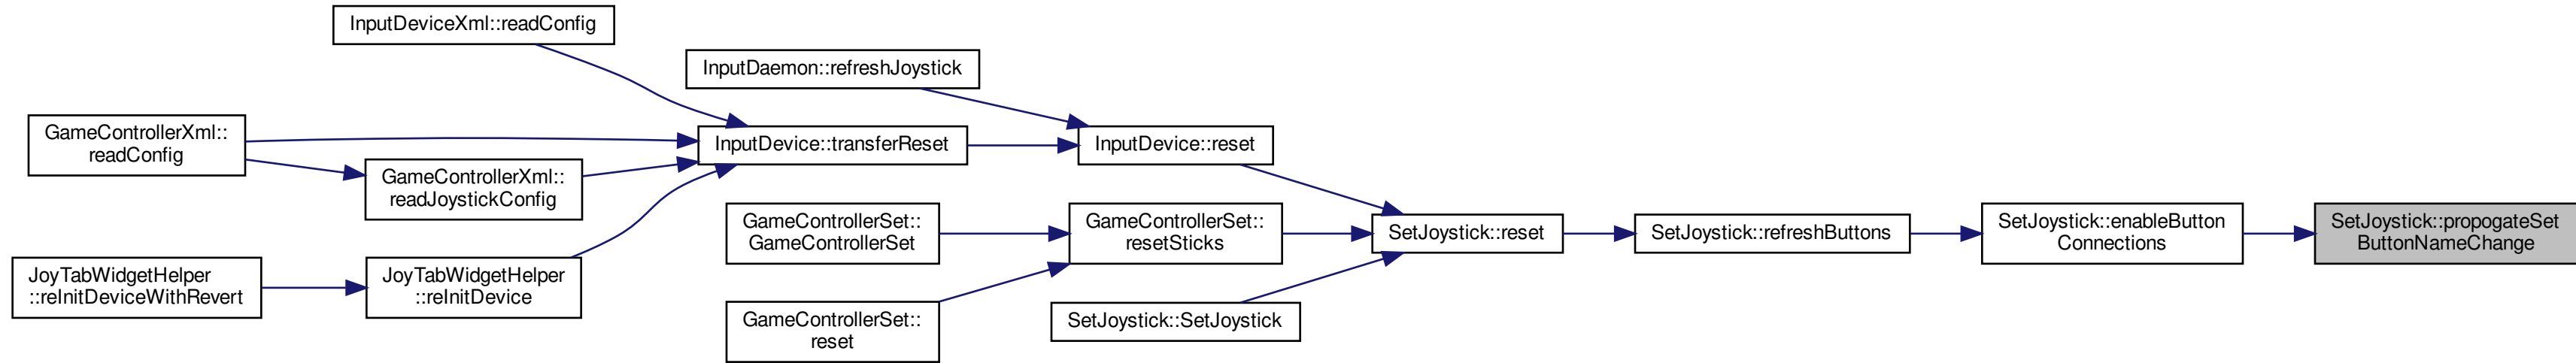 InputDeviceXml::readConfig
InputDaemon::refreshJoystick
GameControllerXml::
readConfig
InputDevice::transferReset
InputDevice::reset
GameControllerXml::
readJoystickConfig
GameControllerSet::
GameControllerSet
GameControllerSet::
resetSticks
SetJoystick::reset
SetJoystick::refreshButtons
SetJoystick::enableButton
Connections
SetJoystick::propogateSet
ButtonNameChange
JoyTabWidgetHelper
::reInitDeviceWithRevert
JoyTabWidgetHelper
::reInitDevice
GameControllerSet::
reset
SetJoystick::SetJoystick